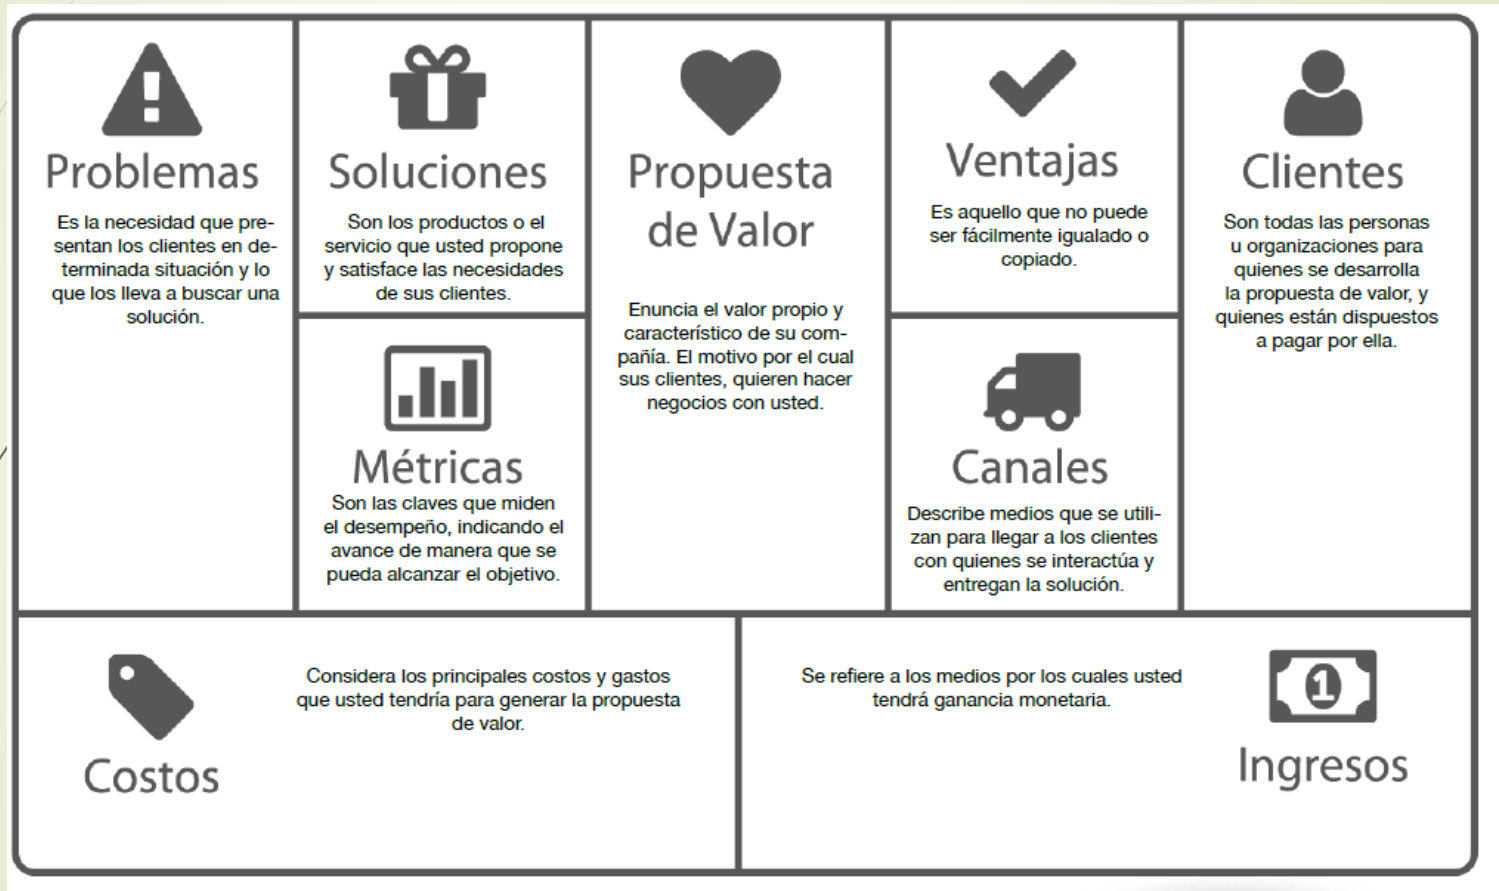 Problemas
Es la necesidad que pre-
sentan los clientes en de-
terminada situación y lo
que los lleva a buscar una
solución.
Soluciones
Son los productos o el
servicio que usted propone
y satisface las necesidades
de sus clientes.
Métricas
Son las claves que miden
el desempeño, indicando el
avance de manera que se
pueda alcanzar el objetivo.
Propuesta
de Valor
Enuncia el valor propio y
característico de su com-
pañía. El motivo por el cual
sus clientes, quieren hacer
negocios con usted.
Ventajas
Es aquello que no puede
ser fácilmente igualado o
copiado.
Canales
Describe medios que se utili-
zan para llegar a los clientes
con quienes se interactúa y
entregan la solución.
Clientes
Son todas las personas
u organizaciones para
quienes se desarrolla
la propuesta de valor, y
quienes están dispuestos
a pagar por ella.
Costos
Considera los principales costos y gastos
que usted tendría para generar la propuesta
de valor.
Se refiere a los medios por los cuales usted
tendrá ganancia monetaria.
1
Ingresos